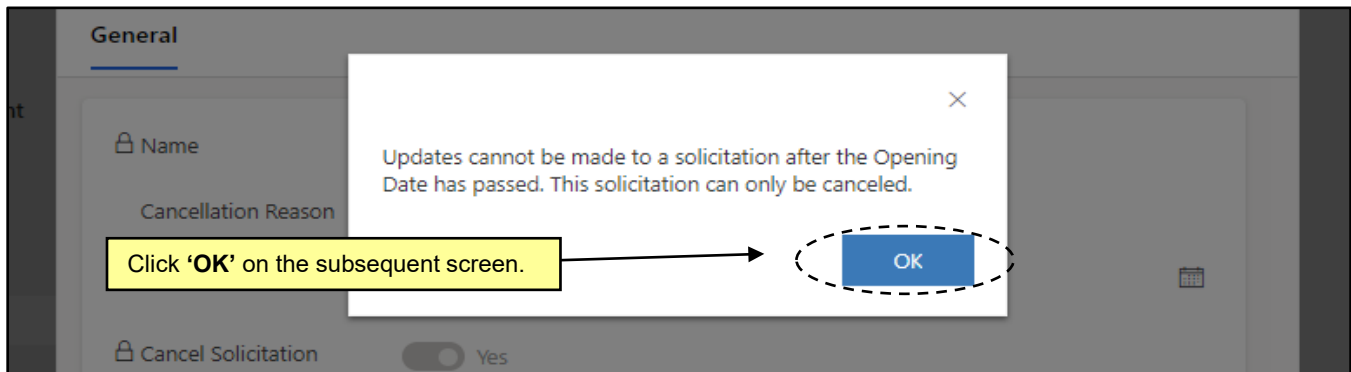 General
nt
Name
Updates cannot be made to a solicitation after the Opening
Date has passed. This solicitation can only be canceled.
Cancellation Reason
Click ‘OK’ on the subsequent screen.
OK
Cancel Solicitation
Yes